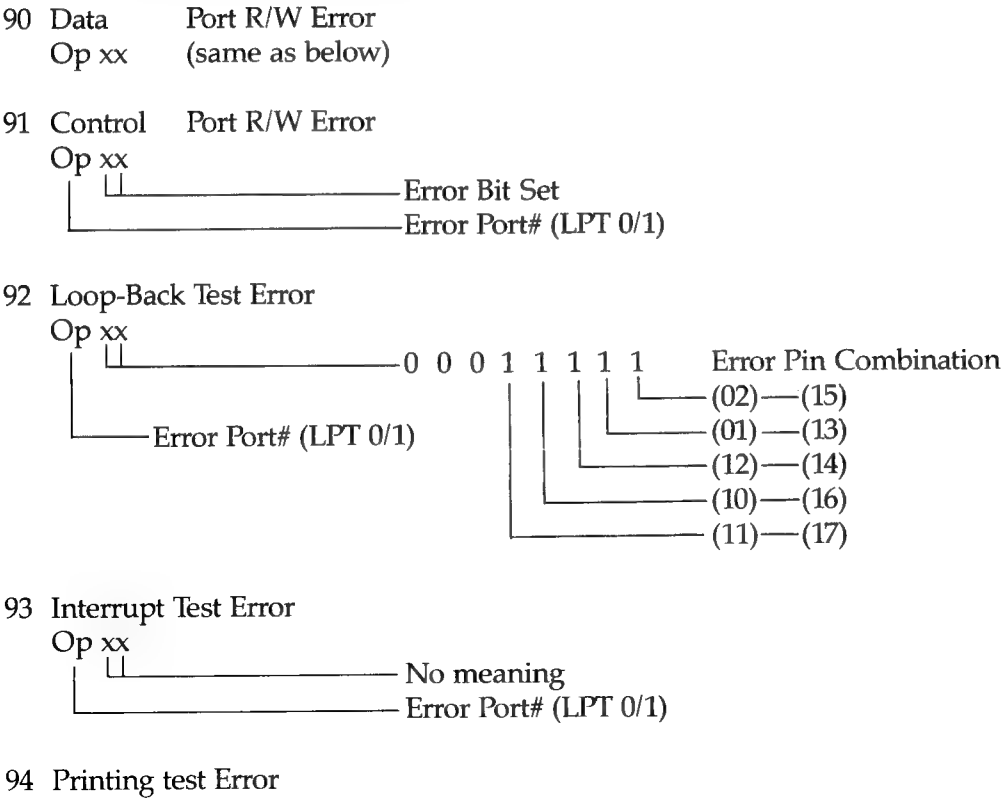 90 Data Port R/W Error
Op xx (same as below)
91 Control Port R/W Error
Op xx
Error Bit Set
Error Port# (LPT 0/1)
92 Loop-Back Test Error
Op xx
0 0 0 1 1 1 1 1 Error Pin Combination
(02)—(15)
(01)—(13)
Error Port# (LPT 0/1)
(12)—(14)
(10)—(16)
(11)—(17)
93 Interrupt Test Error
Op xx
No meaning
Error Port# (LPT 0/1)
94 Printing test Error